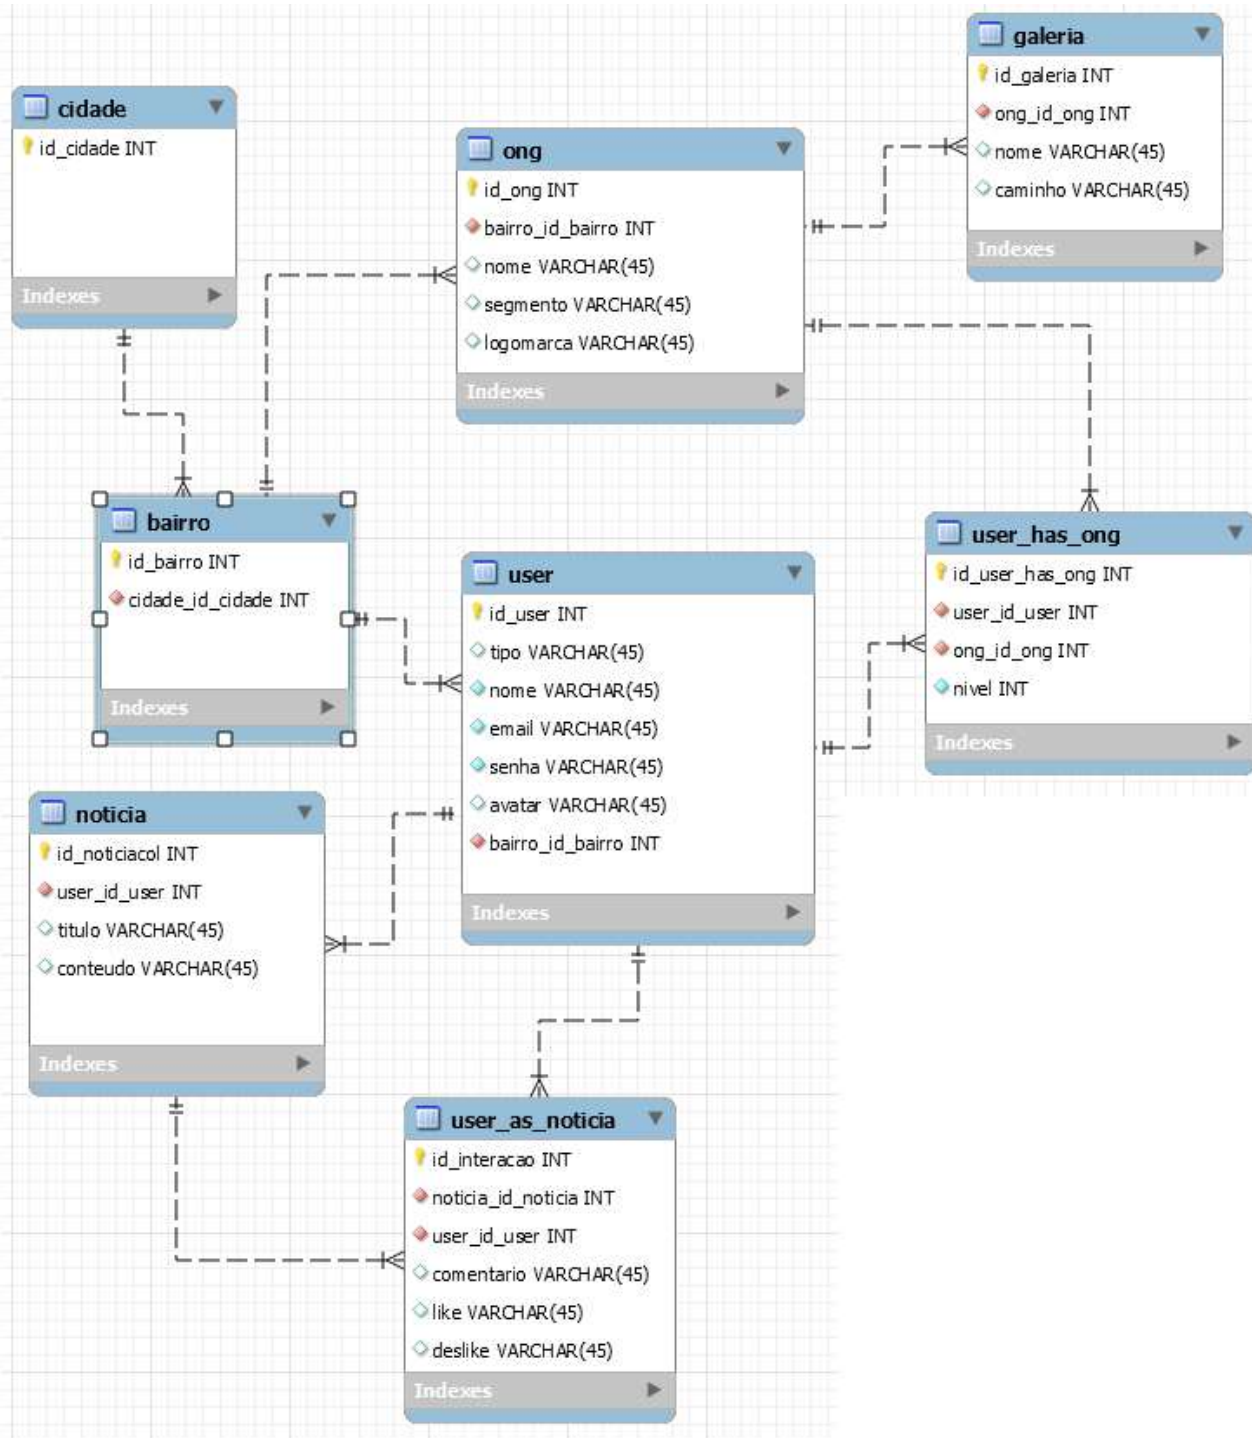 galeria
id_galeria INT
ong_id_ong INT
nome VARCHAR(45)
caminho VARCHAR(45)
Indexes
cidade
id_cidade INT
Indexes
ong
id_ong INT
bairro_id_bairro INT
nome VARCHAR(45)
segmento VARCHAR(45)
logomarca VARCHAR(45)
Indexes
bairro
id_bairro INT
cidade_id_cidade INT
Indexes
user
id_user INT
tipo VARCHAR(45)
nome VARCHAR(45)
email VARCHAR(45)
senha VARCHAR(45)
avatar VARCHAR(45)
bairro_id_bairro INT
Indexes
user_has_ong
id_user_has_ong INT
user_id_user INT
ong_id_ong INT
nivel INT
Indexes
noticia
id_noticiacol INT
user_id_user INT
titulo VARCHAR(45)
conteudo VARCHAR(45)
Indexes
user_as_noticia
id_interacao INT
noticia_id_noticia INT
user_id_user INT
comentario VARCHAR(45)
like VARCHAR(45)
deslike VARCHAR(45)
Indexes